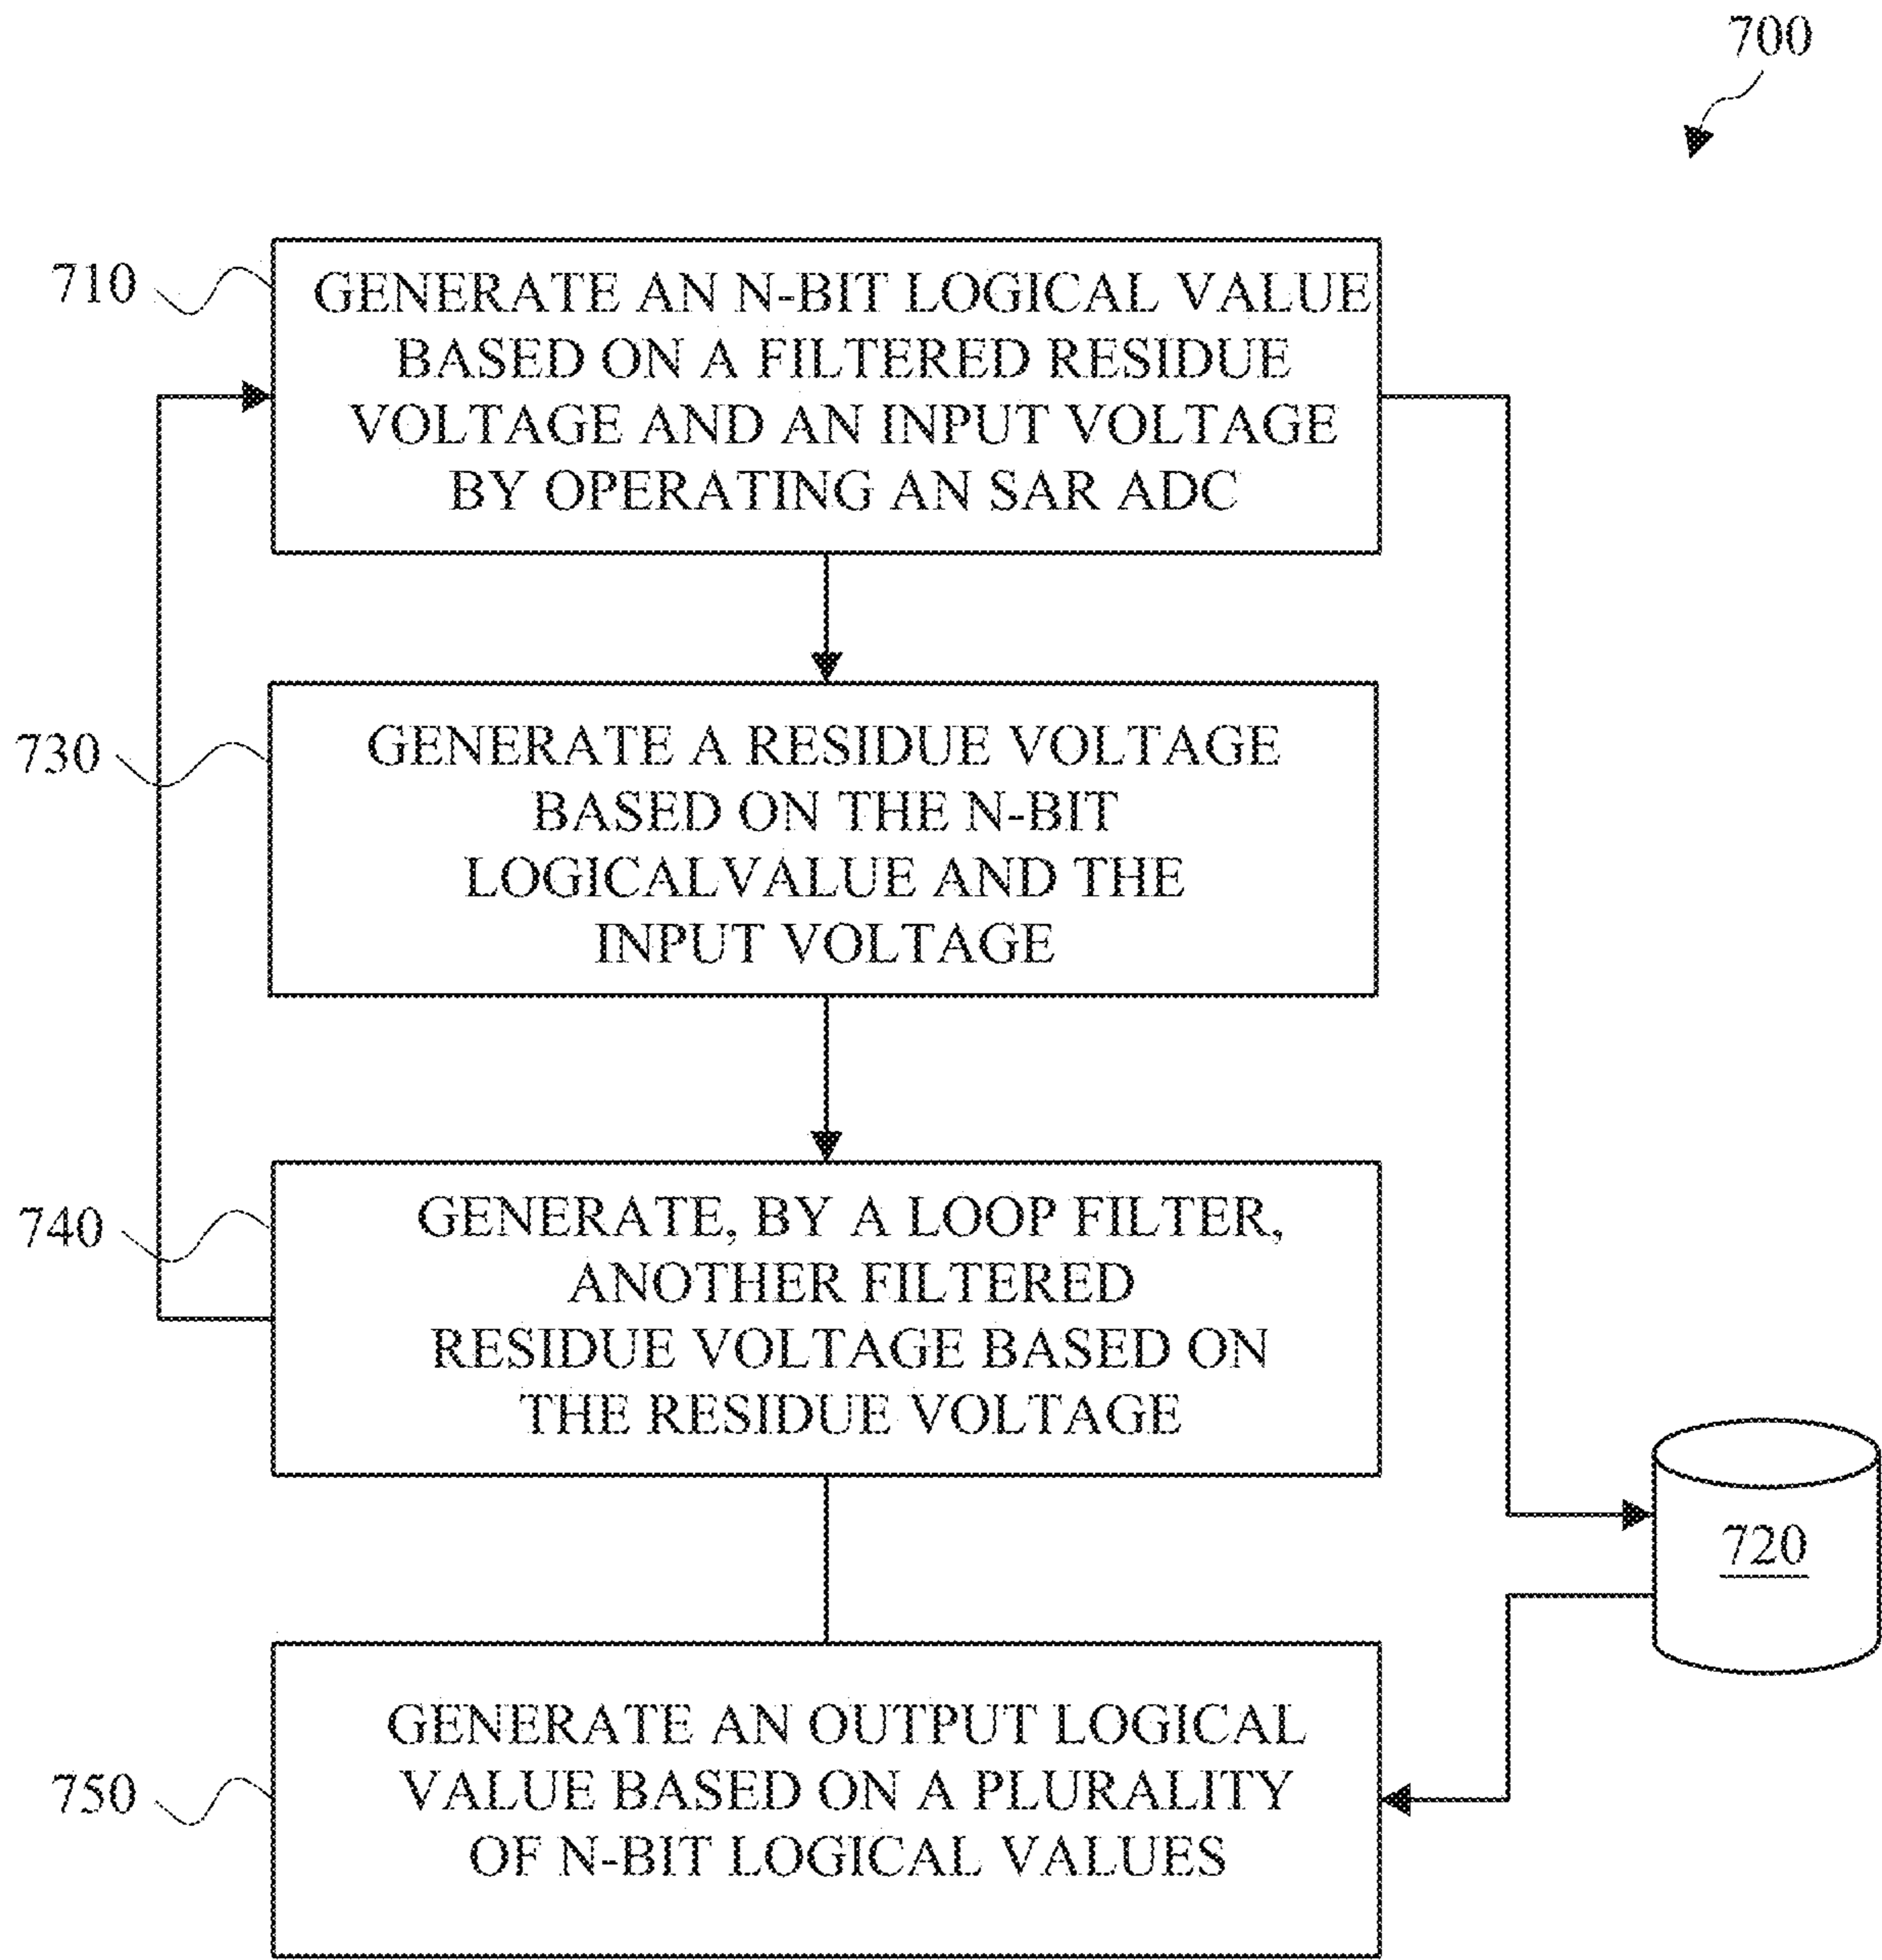 700
710
GENERATE AN N-BIT LOGICAL VALUE
BASED ON A FILTERED RESIDUE
VOLTAGE AND AN INPUT VOLTAGE
BY OPERATING AN SAR ADC
730
GENERATE A RESIDUE VOLTAGE
BASED ON THE N-BIT
LOGICALVALUE AND THE
INPUT VOLTAGE
740
GENERATE, BY A LOOP FILTER,
ANOTHER FILTERED
RESIDUE VOLTAGE BASED ON
THE RESIDUE VOLTAGE
720
750
GENERATE AN OUTPUT LOGICAL
VALUE BASED ON A PLURALITY
OF N-BIT LOGICAL VALUES